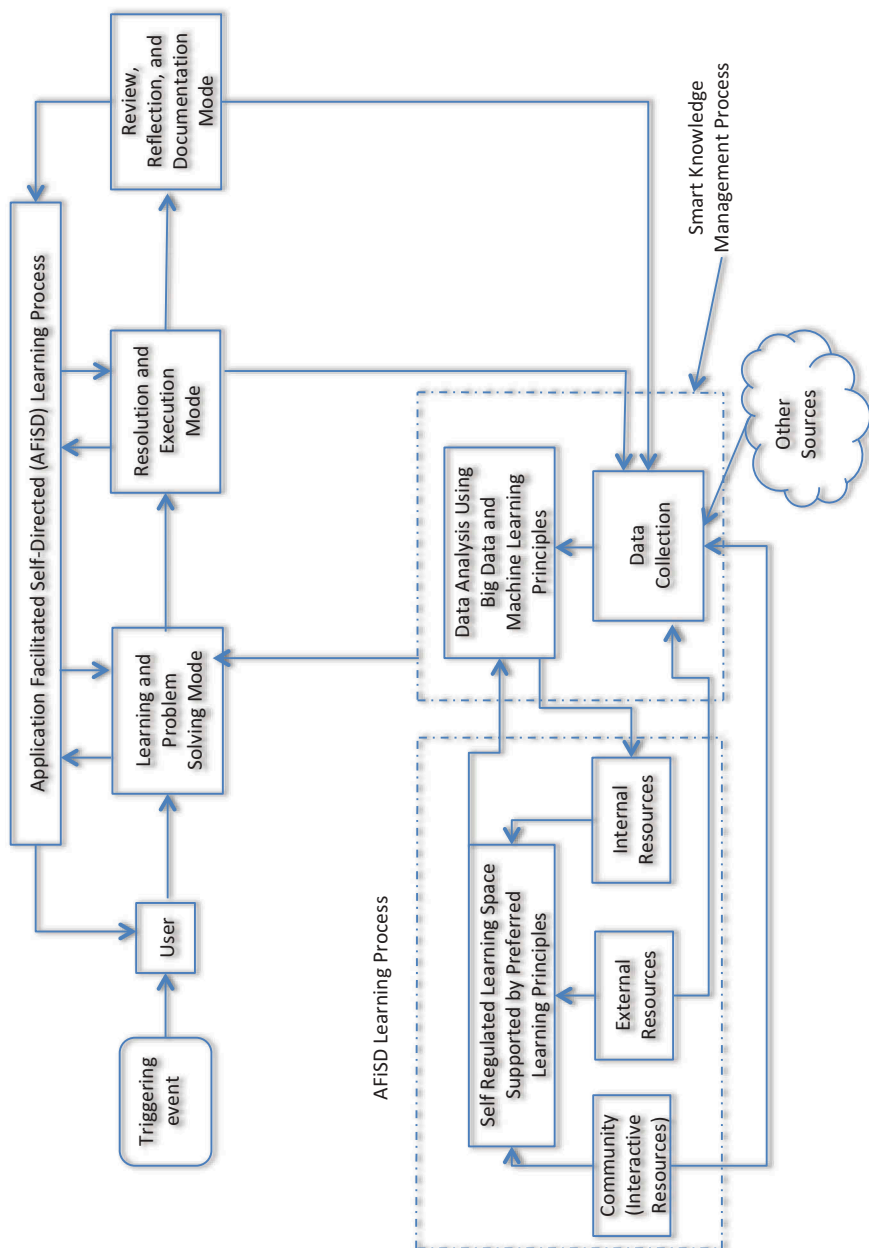 Application Facilitated Self-Directed (AFiSD) Learning Process
Triggering
event
User
Learning and
Problem
Solving Mode
Resolution and
Execution
Mode
Review,
Reflection, and
Documentation
Mode
AFiSD Learning Process
Self Regulated Learning Space
Supported by Preferred
Learning Principles
Community
(Interactive
Resources)
External
Resources
Internal
Resources
Data Analysis Using
Big Data and
Machine Learning
Principles
Data
Collection
Smart Knowledge
Management Process
Other
Sources